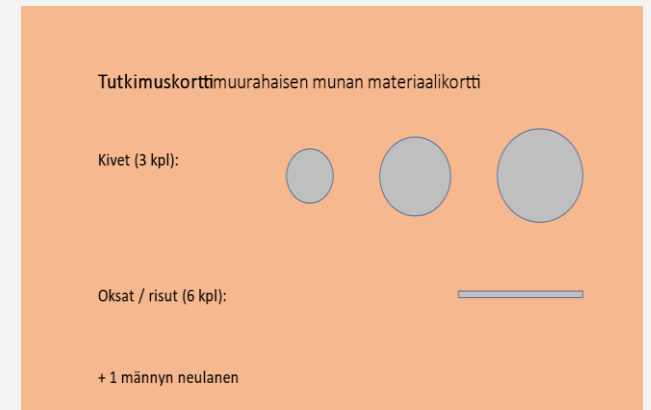 Tutkimuskorttimuurahaisen munan materiaalikortti
Kivet (3 kpl):
Oksat / risut (6 kpl):
+ 1 männyn neulanen